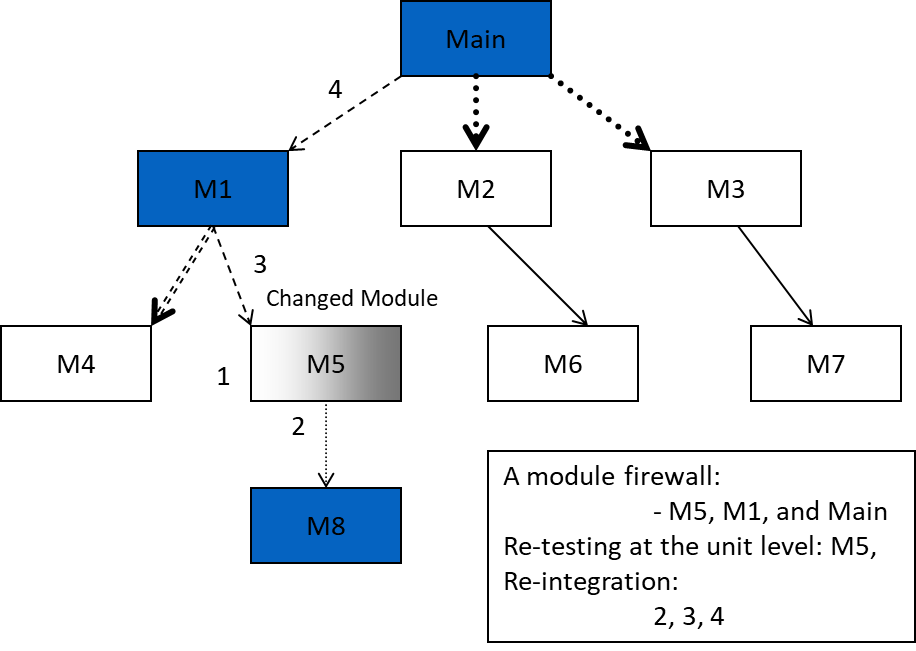 Main
4
M1
M2
M3
3
Changed Module
M4
1
M5
M6
M7
2
M8
A module firewall:
- M5, M1, and Main
Re-testing at the unit level: M5,
Re-integration:
2, 3, 4